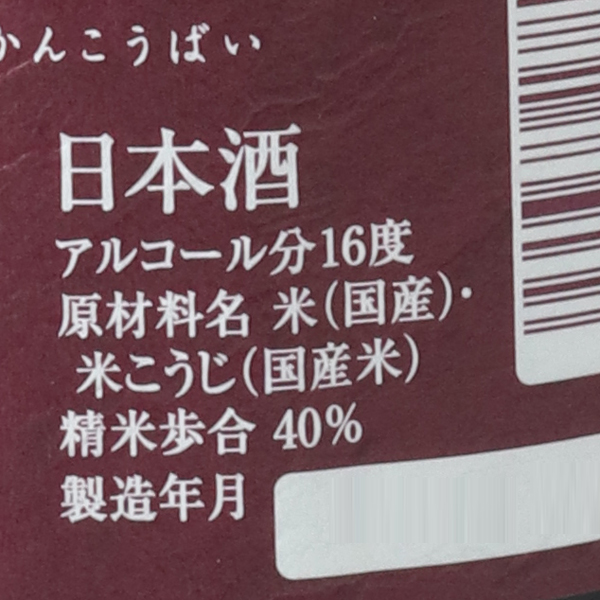 かんこうばい
日本酒
アルコール分16度
原材料名 米(国産)・
米こうじ(国産米)
精米歩合 40%
製造年月